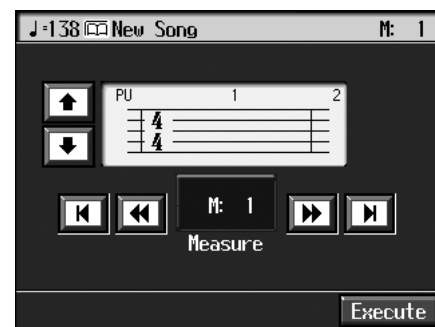 ♩=138 New Song M: 1
PU 1 2
4
4
M: 1
Measure
Execute